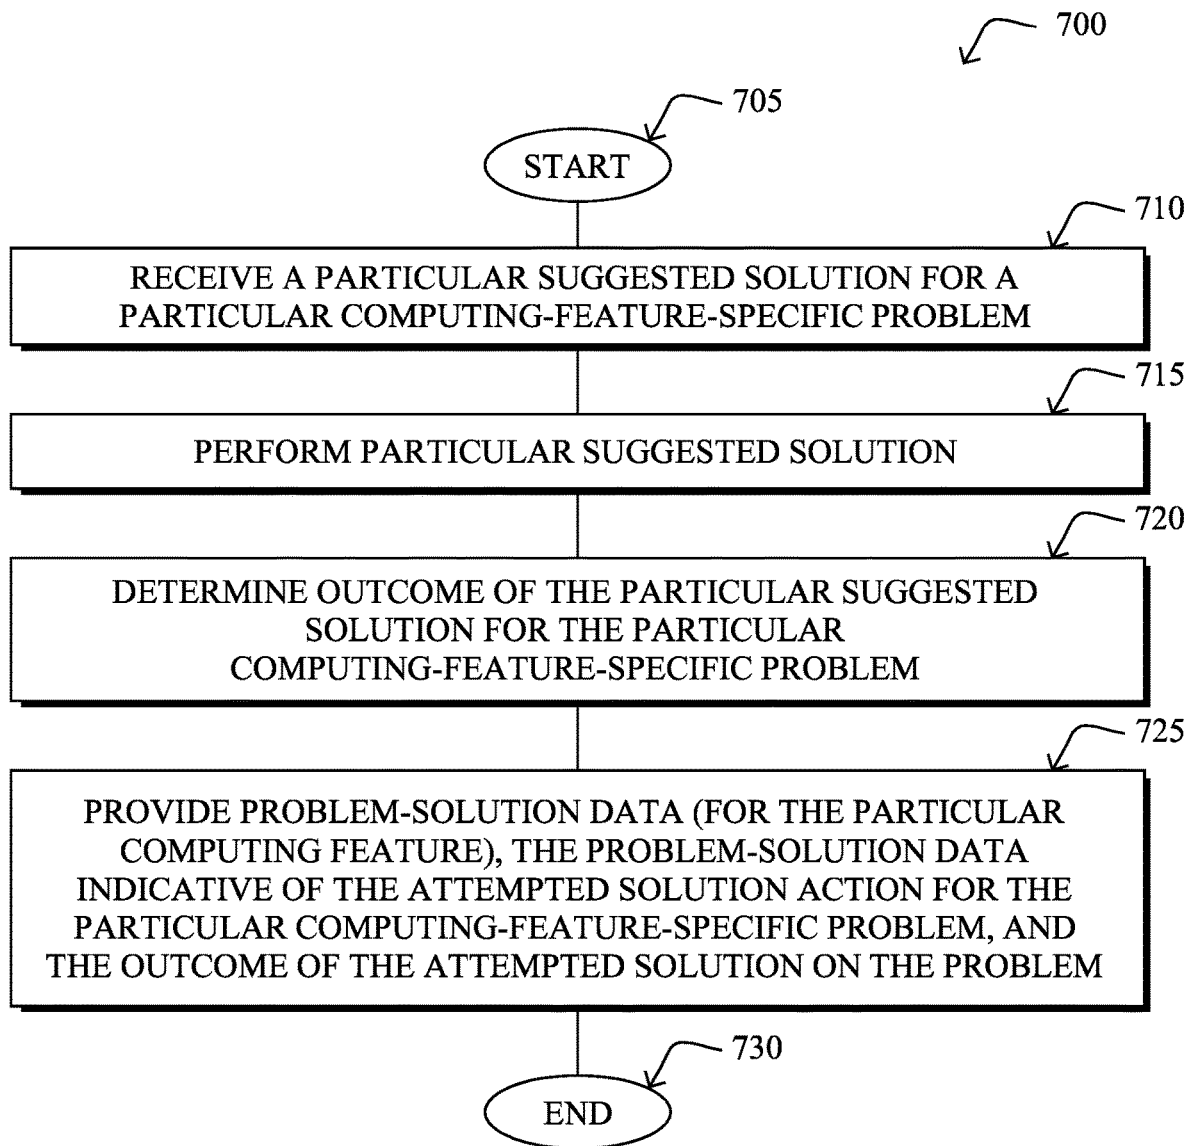 700
705
START
710
RECEIVE A PARTICULAR SUGGESTED SOLUTION FOR A
PARTICULAR COMPUTING-FEATURE-SPECIFIC PROBLEM
715
PERFORM PARTICULAR SUGGESTED SOLUTION
720
DETERMINE OUTCOME OF THE PARTICULAR SUGGESTED
SOLUTION FOR THE PARTICULAR
COMPUTING-FEATURE-SPECIFIC PROBLEM
725
PROVIDE PROBLEM-SOLUTION DATA (FOR THE PARTICULAR
COMPUTING FEATURE), THE PROBLEM-SOLUTION DATA
INDICATIVE OF THE ATTEMPTED SOLUTION ACTION FOR THE
PARTICULAR COMPUTING-FEATURE-SPECIFIC PROBLEM, AND
THE OUTCOME OF THE ATTEMPTED SOLUTION ON THE PROBLEM
730
END